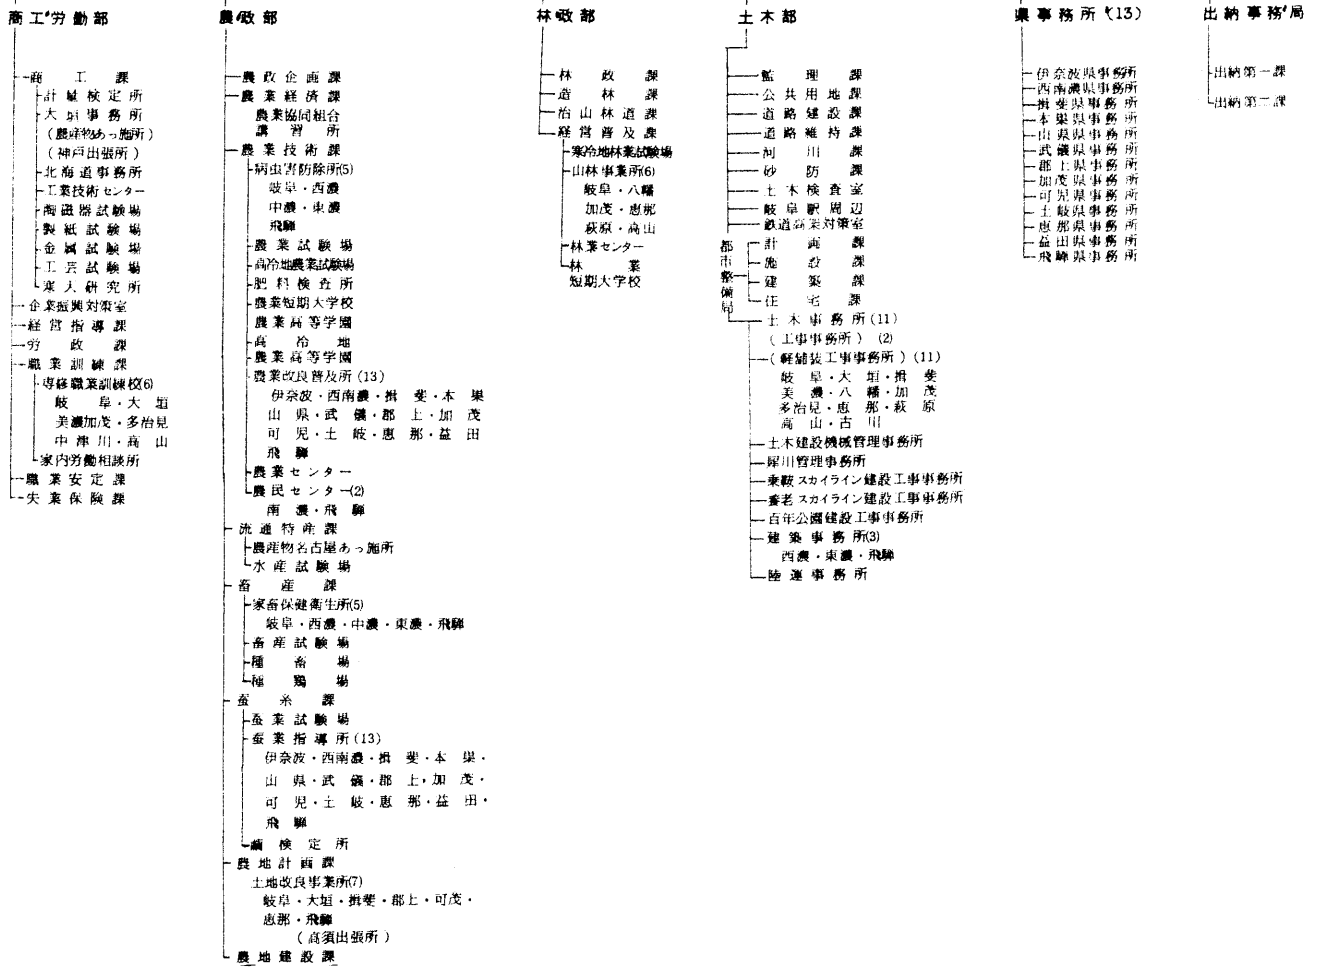 商工労働部
商工課
計量検定所
大垣事務所
(農産物あっ施所)
(神戸出張所)
北海道事務所
工業技術センター
陶磁器試験場
製紙試験場
金属試験場
工芸試験場
寒天研究所
企業振興対策室
経営指導課
労政課
職業訓練課
専修職業訓練校(6)
岐阜・大垣
美濃加茂・多治見
中津川・高山
家内労働相談所
職業安定課
失業保険課
農政部
農政企画課
農業経済課
農業協同組合
講習所
農業技術課
病虫害防除所(5)
岐阜・西濃
中濃・東濃
飛騨
農業試験場
高冷地農業試験場
肥料検査所
農業短期大学校
農業高等学園
高冷地
農業高等学園
農業改良普及所(13)
伊奈波・西南濃・揖斐・本巣
山県・武儀・郡上・加茂
可児・土岐・恵那・益田
飛騨
農業センター
農民センター(2)
南濃・飛騨
流通特産課
農産物名古屋あっ施所
水産試験場
畜産課
家畜保健衛生所(5)
岐阜・西濃・中濃・東濃・飛騨
畜産試験場
種畜場
種鶏場
蚕糸課
蚕業試験場
蚕業指導所(13)
伊奈波・西南濃・揖斐・本巣・
山県・武儀・郡上・加茂・
可児・土岐・恵那・益田・
飛騨
繭検定所
農地計画課
土地改良事業所(7)
岐阜・大垣・揖斐・郡上・可茂・
恵那・飛騨
(高須出張所)
農地建設課
林政部
林政課
造林課
治山林道課
経営普及課
寒冷地林業試験場
山林事業所(6)
岐阜・八幡
加茂・恵那
萩原・高山
林業センター
林業
短期大学校
土木部
監理課
公共用地課
道路建設課
道路維持課
河川課
砂防課
土木検査室
岐阜駅周辺
鉄道高架対策室
都市整備局
計画課
施設課
建築課
住宅課
土木事務所(11)
(工事事務所)(2)
(軽舗装工事事務所)(11)
岐阜・大垣・揖斐
美濃・八幡・加茂
多治見・恵那・萩原
高山・古川
土木建設機械管理事務所
犀川管理事務所
乗鞍スカイライン建設工事事務所
養老スカイライン建設工事事務所
百年公園建設工事事務所
建築事務所(3)
西濃・東濃・飛騨
陸運事務所
県事務所(13)
伊奈波県事務所
西南濃県事務所
揖斐県事務所
本巣県事務所
山県県事務所
武儀県事務所
郡上県事務所
加茂県事務所
可児県事務所
土岐県事務所
恵那県事務所
益田県事務所
飛騨県事務所
出納事務局
出納第一課
出納第二課